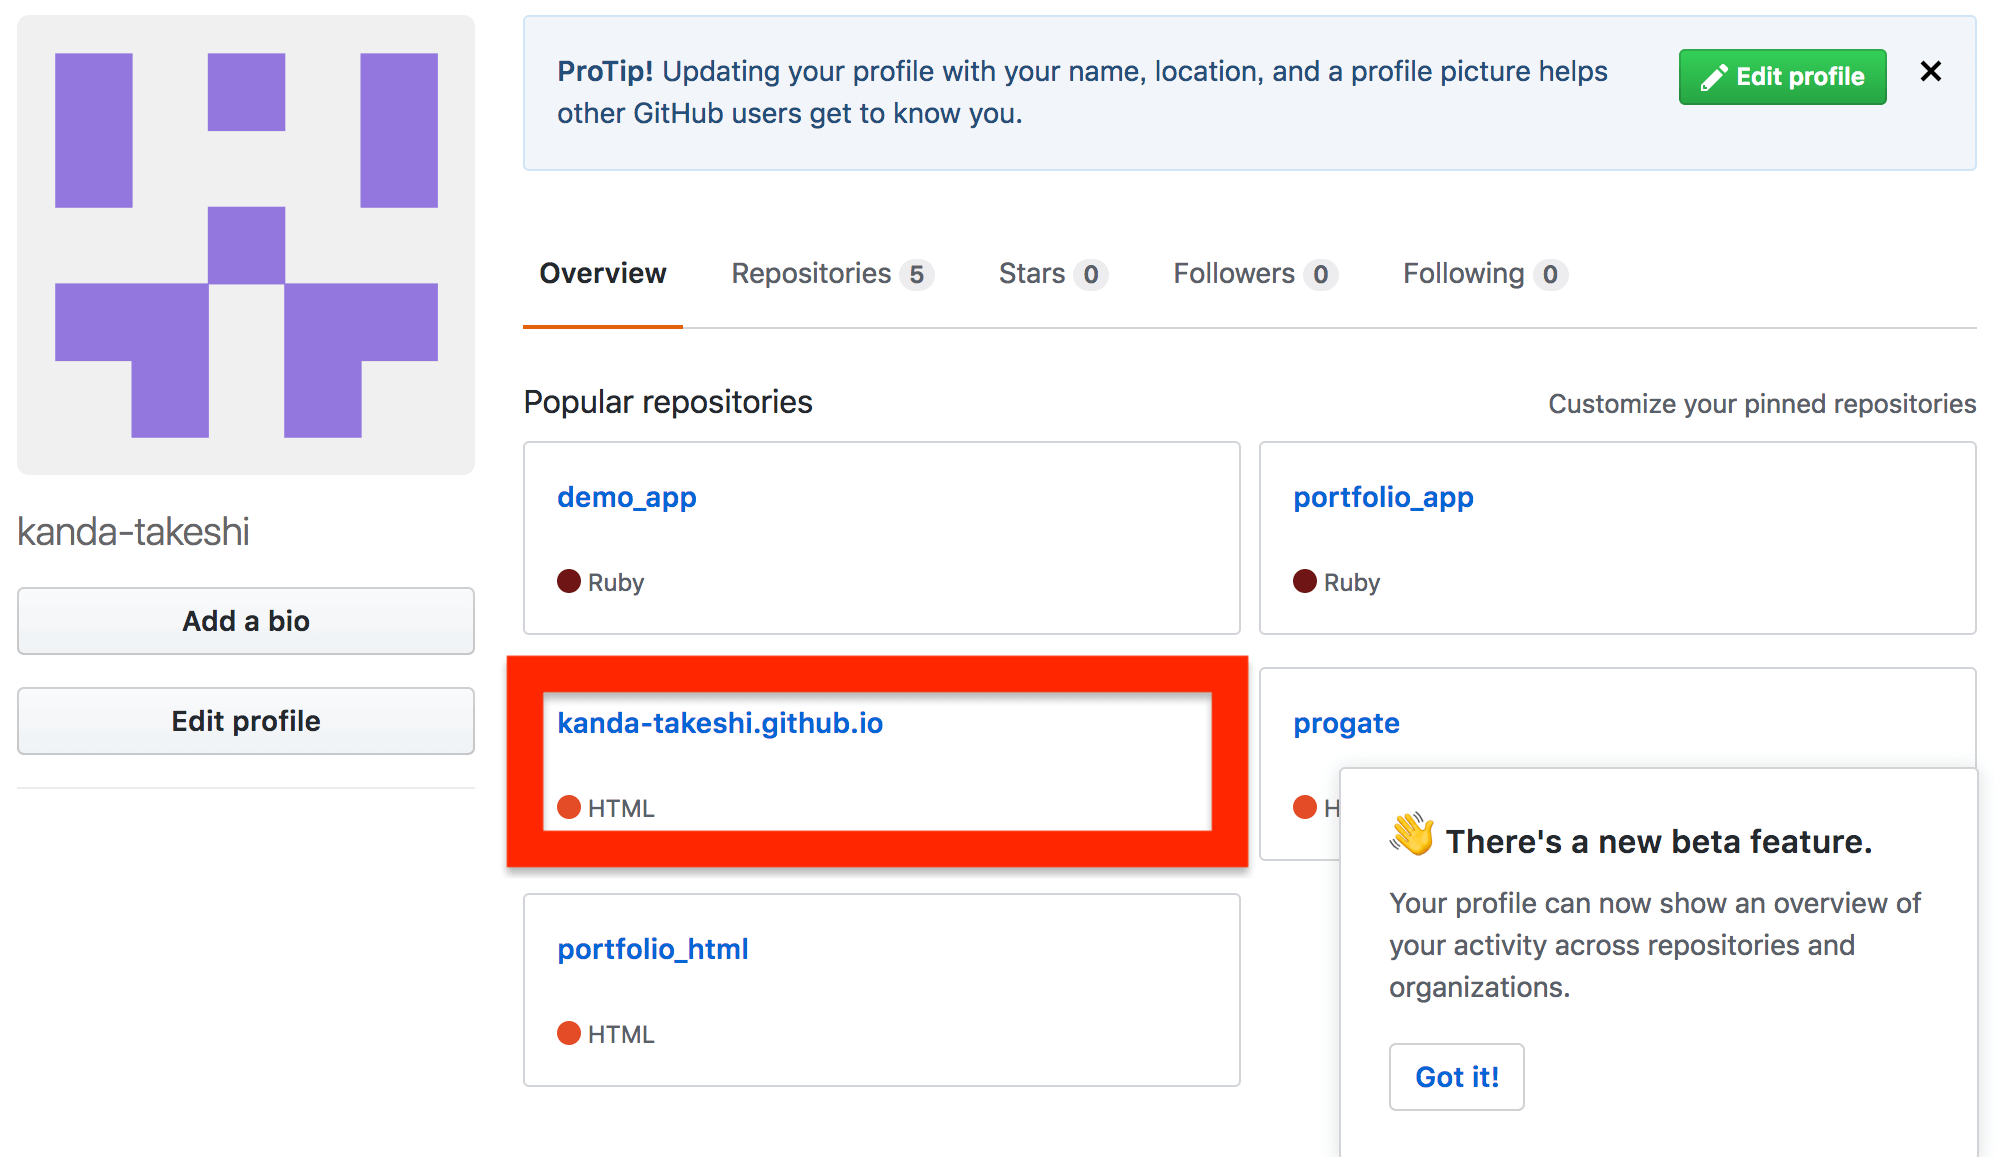 ProTip! Updating your profile with your name, location, and a profile picture helps
other GitHub users get to know you.
Edit profile
Overview
Repositories 5
Stars 0
Followers 0
Following 0
kanda-takeshi
Add a bio
Edit profile
Popular repositories
Customize your pinned repositories
demo_app
Ruby
portfolio_app
Ruby
kanda-takeshi.github.io
HTML
progate
H
portfolio_html
HTML
There's a new beta feature.
Your profile can now show an overview of
your activity across repositories and
organizations.
Got it!